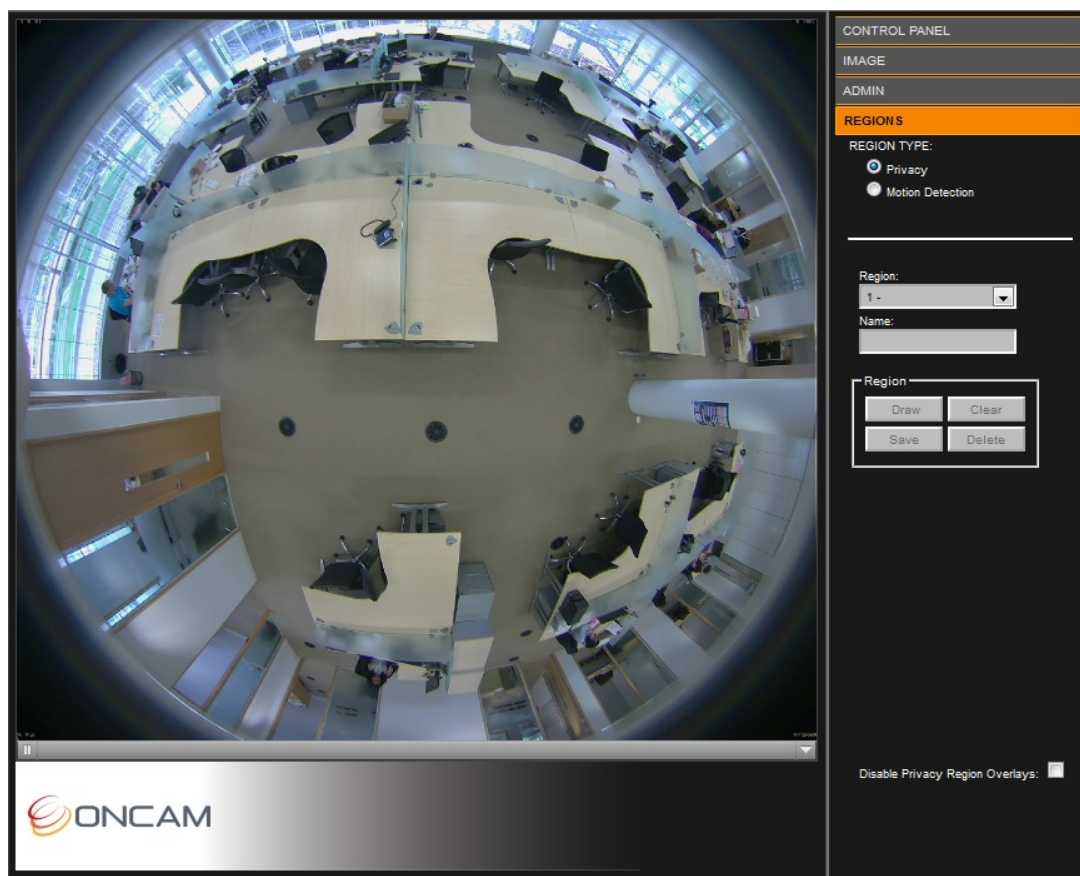 CONTROL PANEL
IMAGE
ADMIN
REGIONS
REGION TYPE:
Privacy
Motion Detection
Region:
1 -
Name:
Region
Draw
Clear
Save
Delete
Disable Privacy Region Overlays:
ONCAM